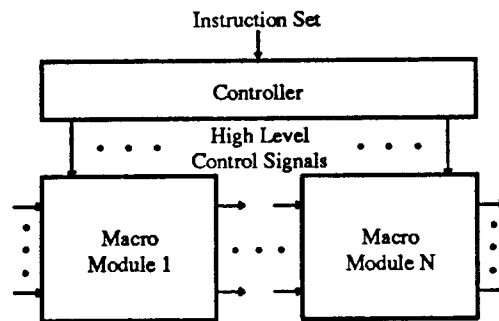 Instruction Set
Controller
High Level
Control Signals
Macro
Module 1
Macro
Module N